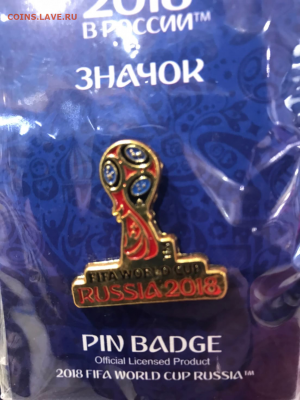 COINS.LAVE.RU
2018
В РОССИИ™
ЗНАЧОК
FIFA WORLD CUP
RUSSIA 2018
PIN BADGE
Official Licensed Product
2018 FIFA WORLD CUP RUSSIA™